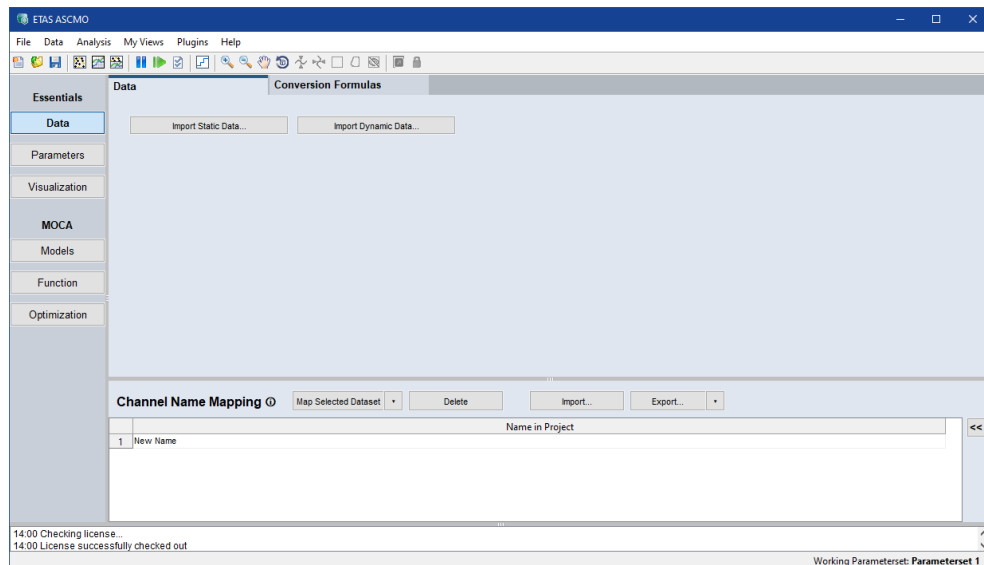 ETAS ASCMO
File Data Analysis My Views Plugins Help
Essentials
Data
Parameters
Visualization
MOCA
Models
Function
Optimization
Data Conversion Formulas
Import Static Data... Import Dynamic Data...
Channel Name Mapping Map Selected Dataset Delete Import... Export...
Name in Project
<<
1 New Name
14:00 Checking license...
14:00 License successfully checked out
Working Parameterset: Parameterset 1